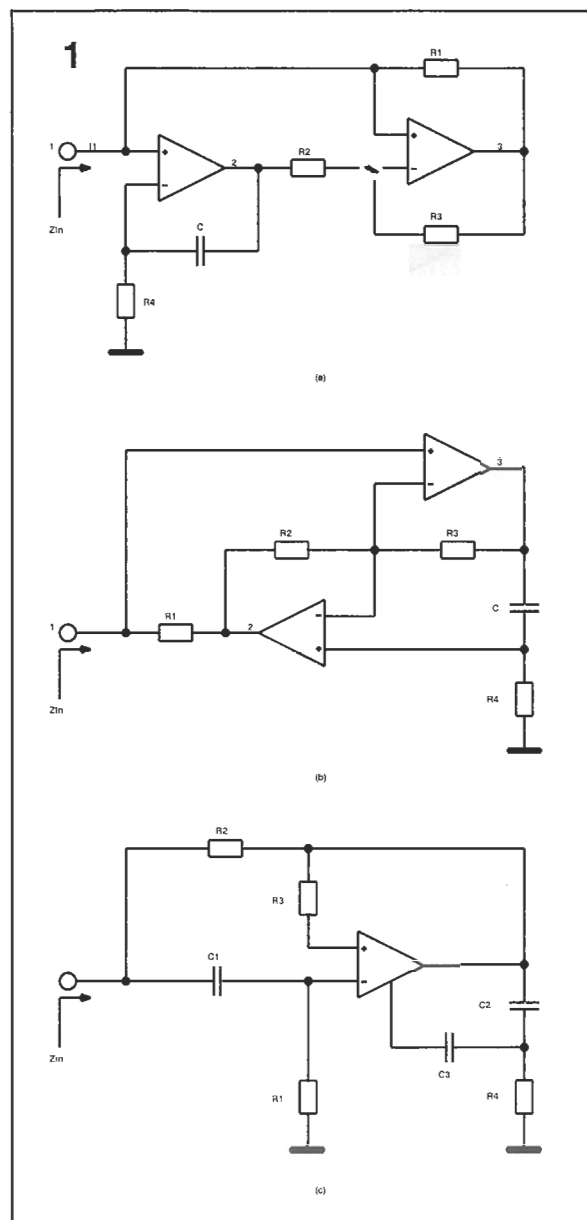 1
R1
1
I1
+
-
2
R2
+
-
3
Zin
C
R3
R4
(a)
+
-
3
R2
R3
1
R1
2
-
+
C
Zin
R4
(b)
R2
R3
C1
+
-
C2
Zin
C3
R1
R4
(c)